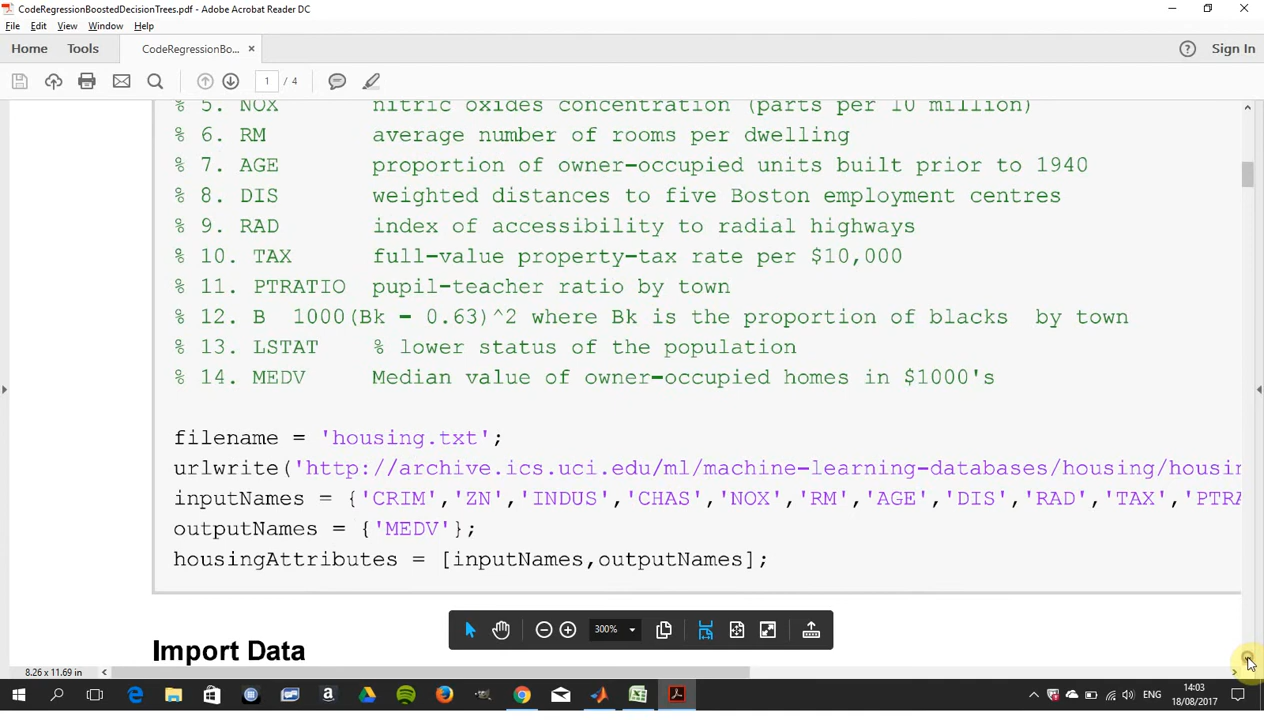 CodeRegressionBoostedDecisionTrees.pdf - Adobe Acrobat Reader DC
File Edit View Window Help
Home Tools CodeRegressionBo... × Sign In
1 / 4
% 5. NOX nitric oxides concentration (parts per 10 million)
% 6. RM average number of rooms per dwelling
% 7. AGE proportion of owner-occupied units built prior to 1940
% 8. DIS weighted distances to five Boston employment centres
% 9. RAD index of accessibility to radial highways
% 10. TAX full-value property-tax rate per $10,000
% 11. PTRATIO pupil-teacher ratio by town
% 12. B 1000(Bk - 0.63)^2 where Bk is the proportion of blacks by town
% 13. LSTAT % lower status of the population
% 14. MEDV Median value of owner-occupied homes in $1000's
filename = 'housing.txt';
urlwrite('http://archive.ics.uci.edu/ml/machine-learning-databases/housing/housin
inputNames = {'CRIM','ZN','INDUS','CHAS','NOX','RM','AGE','DIS','RAD','TAX','PTRA
outputNames = {'MEDV'};
housingAttributes = [inputNames,outputNames];
300%
Import Data
8.26 x 11.69 in
ENG
14:03
18/08/2017